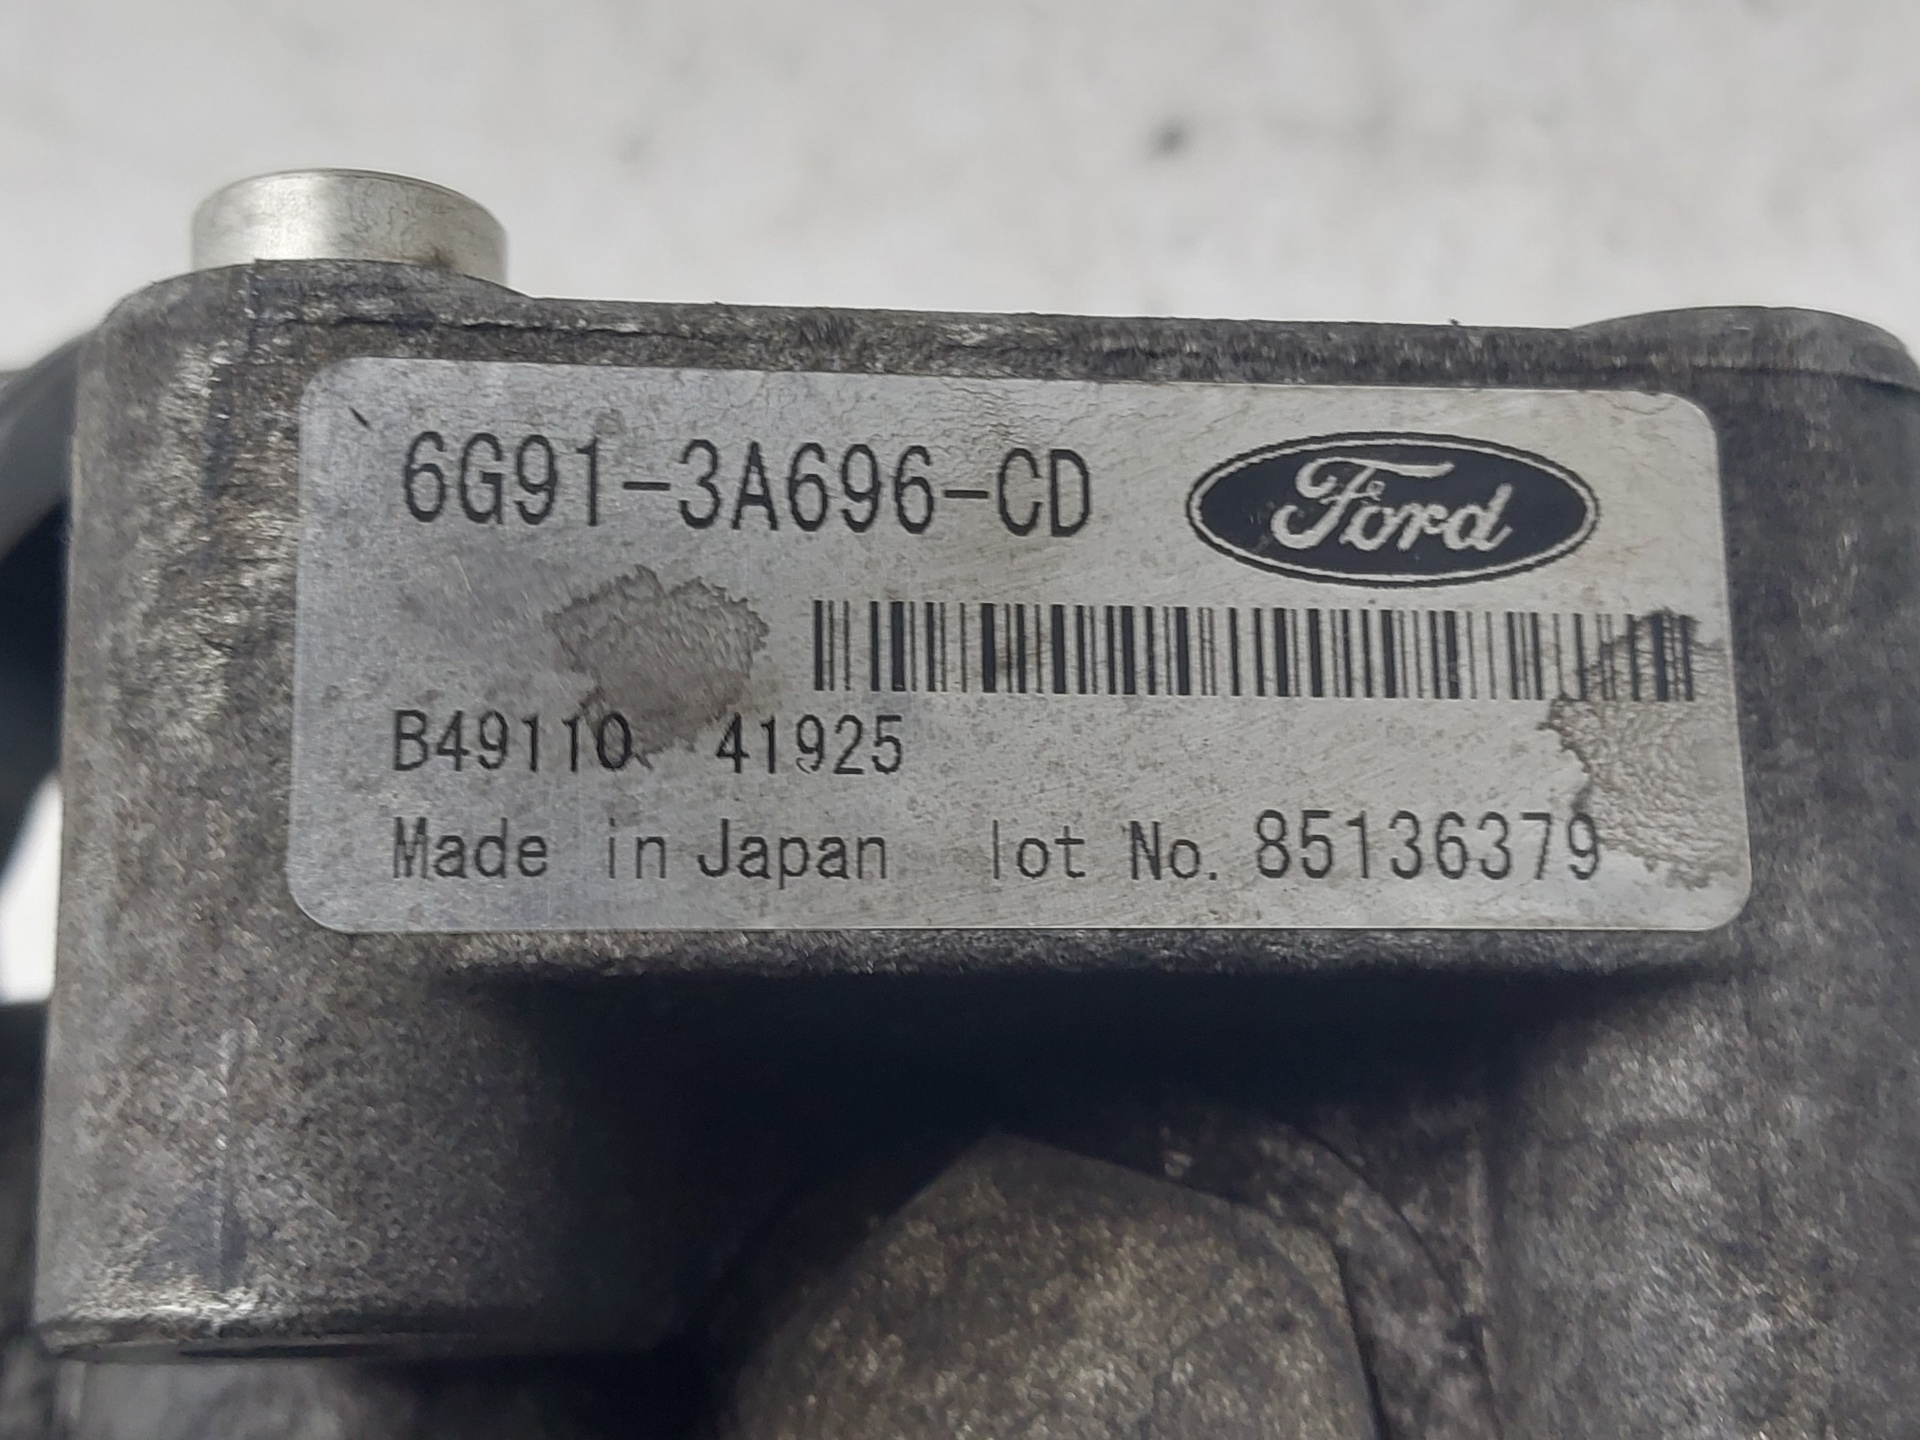 6G91-3A696-CD Ford
B49110 41925
Made in Japan lot No. 85136379